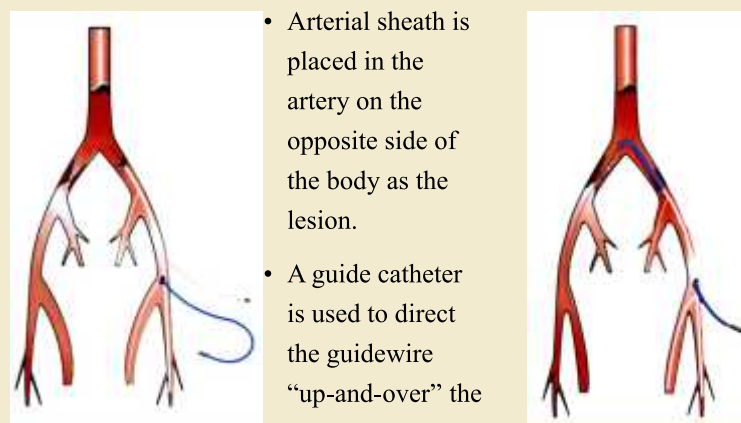 • Arterial sheath is
placed in the
artery on the
opposite side of
the body as the
lesion.
• A guide catheter
is used to direct
the guidewire
“up-and-over” the